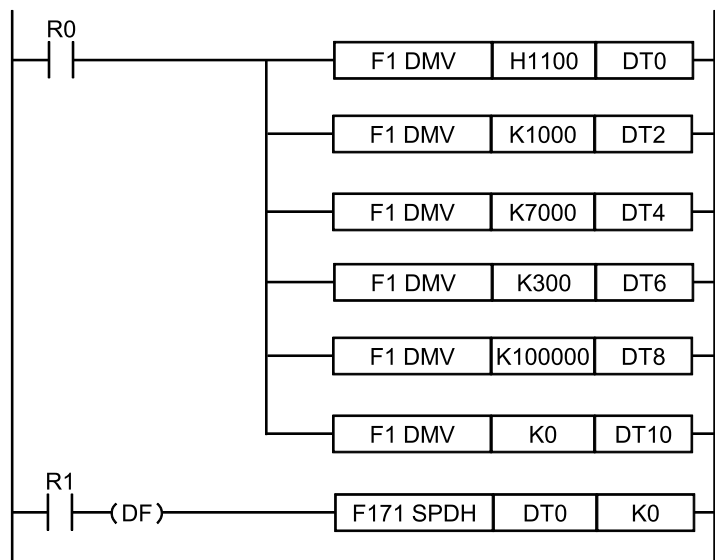 R0
F1 DMV H1100 DT0
F1 DMV K1000 DT2
F1 DMV K7000 DT4
F1 DMV K300 DT6
F1 DMV K100000 DT8
F1 DMV K0 DT10
R1
(DF) F171 SPDH DT0 K0